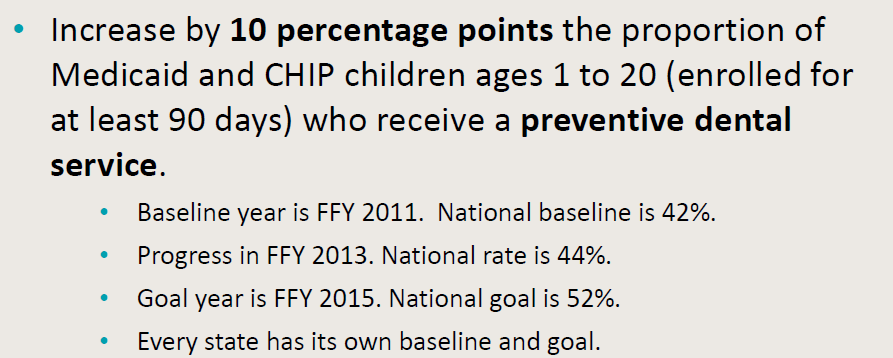 • Increase by 10 percentage points the proportion of
Medicaid and CHIP children ages 1 to 20 (enrolled for
at least 90 days) who receive a preventive dental
service.
• Baseline year is FFY 2011.  National baseline is 42%.
• Progress in FFY 2013. National rate is 44%.
• Goal year is FFY 2015. National goal is 52%.
• Every state has its own baseline and goal.